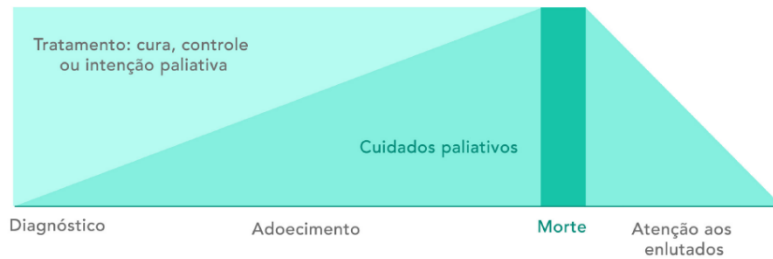 Tratamento: cura, controle
ou intenção paliativa
Cuidados paliativos
Diagnóstico
Adoecimento
Morte
Atenção aos
enlutados